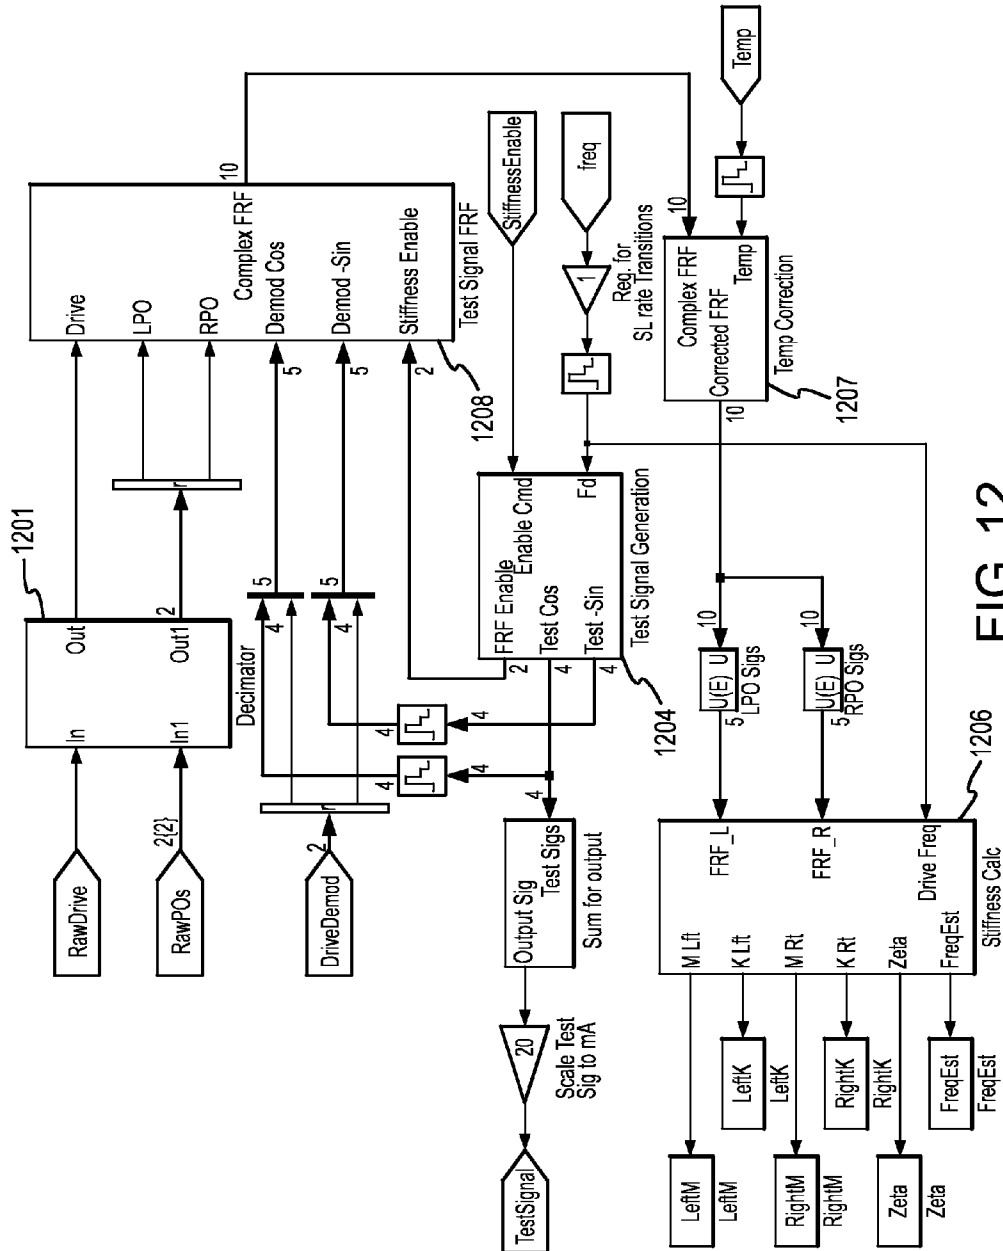 RawDrive
RawPOs
2{2}
In
In1
Out
Out1
2
Decimator
1201
r
Drive
LPO
RPO
Complex FRF
10
Demod Cos
Demod -Sin
Stiffness Enable
Test Signal FRF
1208
5
5
2
DriveDemod
2
r
4
5
4
5
4
4
4
4
StiffnessEnable
freq
1
Req. for
SL rate Transitions
FRF Enable
Enable Cmd
Test Cos
Fd
Test -Sin
2
4
4
Test Signal Generation
1204
4
Test Sigs
Output Sig
Sum for output
20
Scale Test
Sig to mA
TestSignal
Temp
10
Complex FRF
Corrected FRF
Temp
10
Temp Correction
1207
10
U(E) U
5
LPO Sigs
10
U(E) U
5
RPO Sigs
FRF_L
FRF_R
Drive Freq
M Lft
K Lft
M Rt
K Rt
Zeta
FreqEst
Stiffness Calc
1206
LeftM
LeftM
LeftK
LeftK
RightM
RightM
RightK
RightK
Zeta
Zeta
FreqEst
FreqEst
FIG. 12